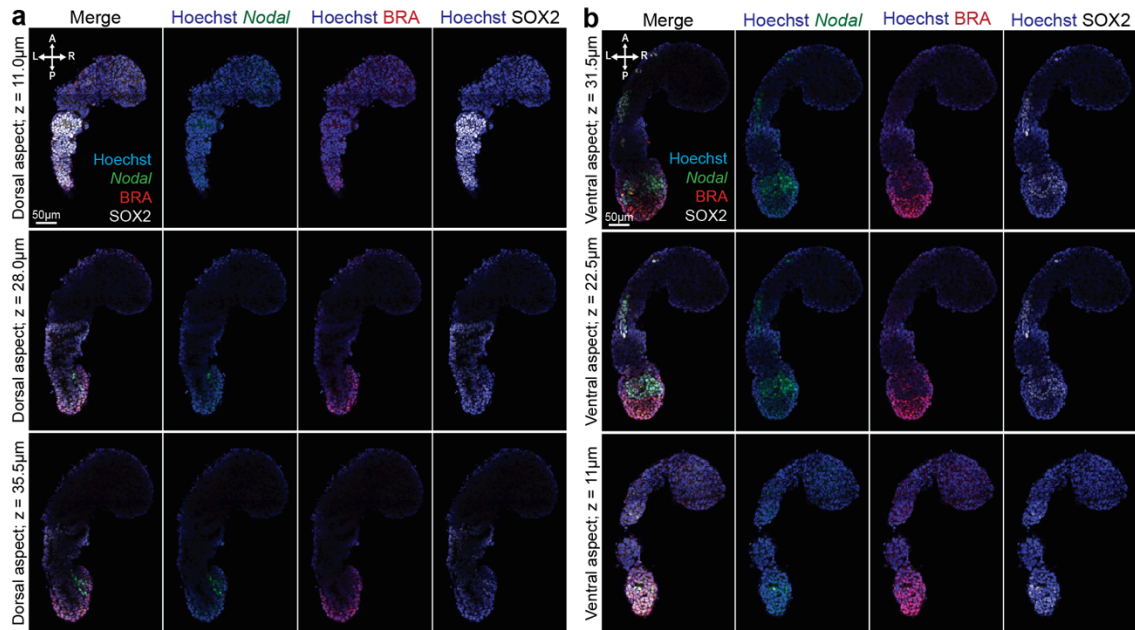 a
Merge
Hoechst Nodal
Hoechst BRA
Hoechst SOX2
Dorsal aspect; z = 11.0µm
A
L R
P
Hoechst
Nodal
BRA
SOX2
50µm
Dorsal aspect; z = 28.0µm
Dorsal aspect; z = 35.5µm
b
Merge
Hoechst Nodal
Hoechst BRA
Hoechst SOX2
Ventral aspect; z = 31.5µm
A
L R
P
Hoechst
Nodal
BRA
SOX2
50µm
Ventral aspect; z = 22.5µm
Ventral aspect; z = 11µm